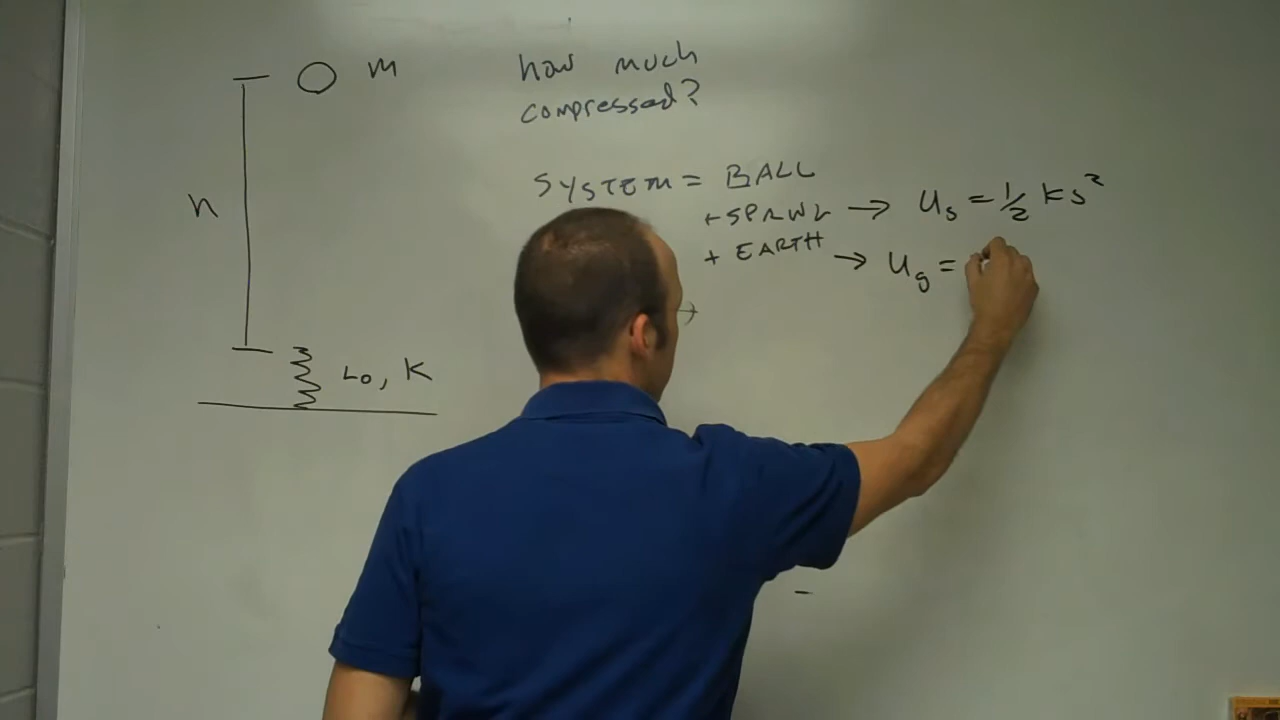 m
h
L₀, K
how much
compressed?
SYSTEM = BALL
+ SPRING → Us = ½ ks²
+ EARTH → Ug =